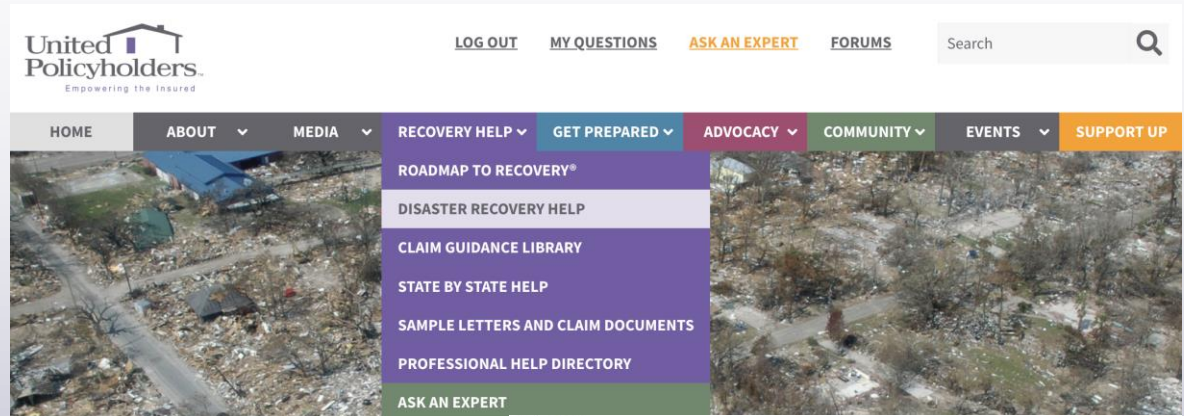 United
Policyholders™
Empowering the Insured
LOG OUT MY QUESTIONS ASK AN EXPERT FORUMS Search
HOME ABOUT MEDIA RECOVERY HELP GET PREPARED ADVOCACY COMMUNITY EVENTS SUPPORT UP
ROADMAP TO RECOVERY®
DISASTER RECOVERY HELP
CLAIM GUIDANCE LIBRARY
STATE BY STATE HELP
SAMPLE LETTERS AND CLAIM DOCUMENTS
PROFESSIONAL HELP DIRECTORY
ASK AN EXPERT